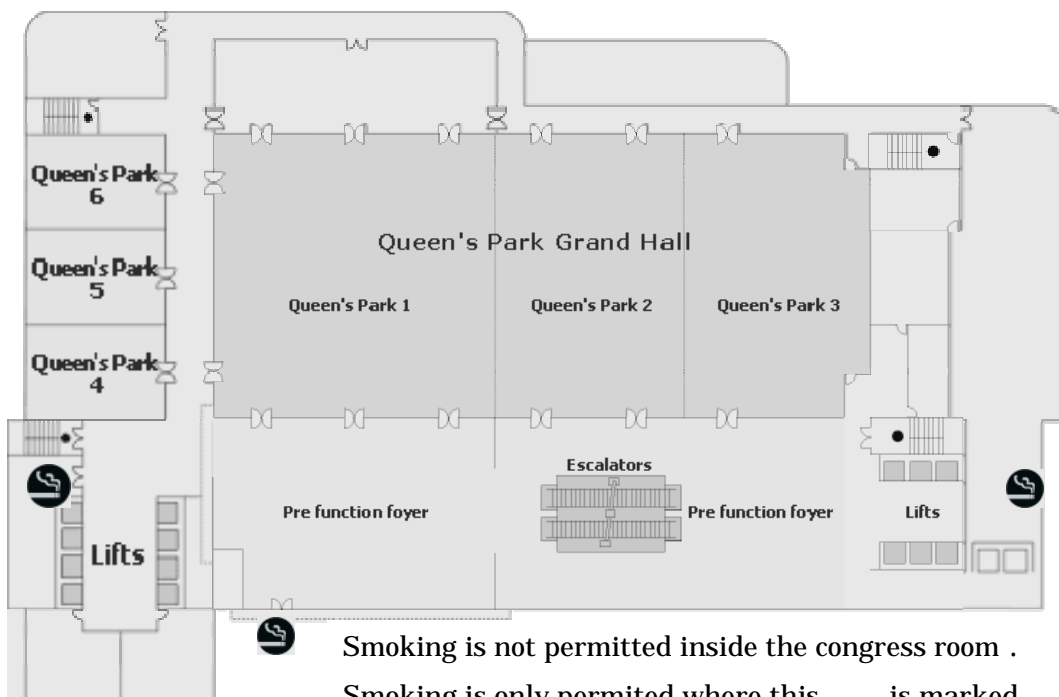 Queen's Park
6
Queen's Park Grand Hall
Queen's Park
5
Queen's Park 1
Queen's Park 2
Queen's Park 3
Queen's Park
4
Escalators
Pre function foyer
Pre function foyer
Lifts
Lifts
Smoking is not permitted inside the congress room .
Smoking is only permited where this is marked